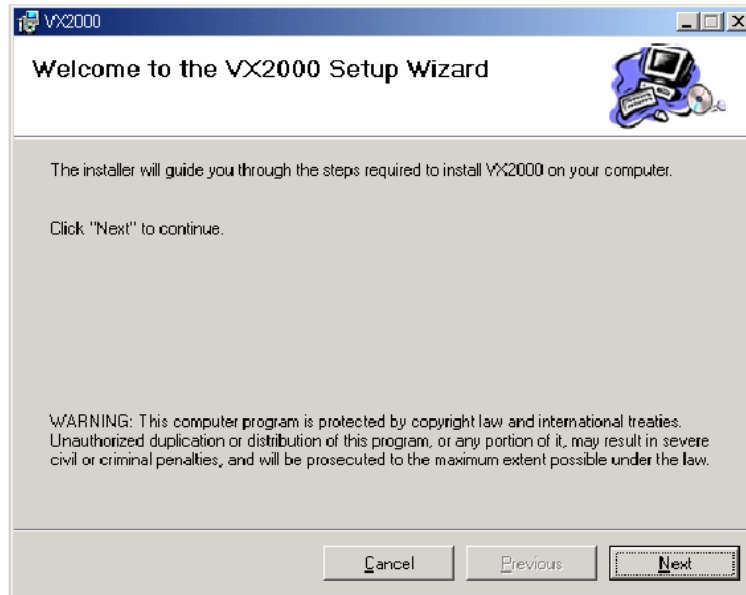 VX2000
Welcome to the VX2000 Setup Wizard
The installer will guide you through the steps required to install VX2000 on your computer.
Click "Next" to continue.
WARNING: This computer program is protected by copyright law and international treaties.
Unauthorized duplication or distribution of this program, or any portion of it, may result in severe
civil or criminal penalties, and will be prosecuted to the maximum extent possible under the law.
Cancel Previous Next